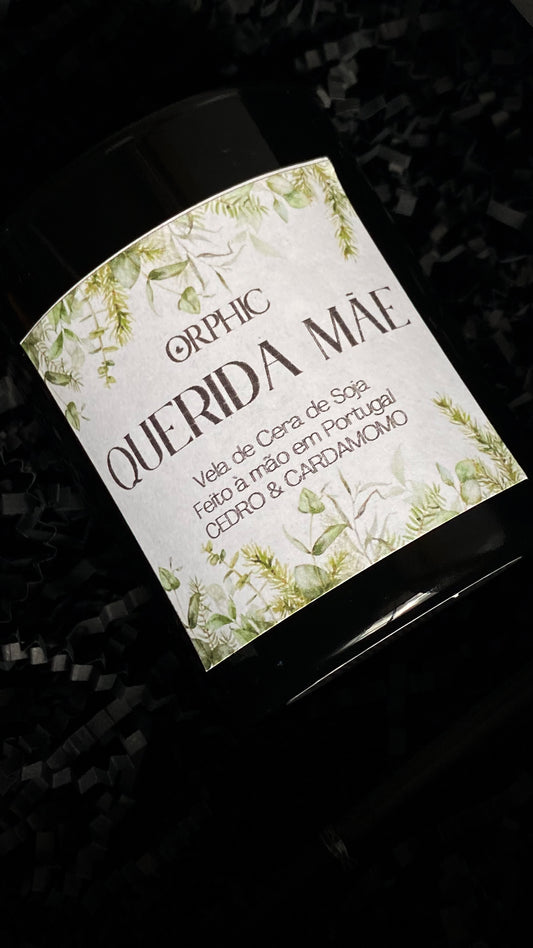 ORPHIC
QUERIDA MÃE
Vela de Cera de Soja
Feito à mão em Portugal
CEDRO & CARDAMOMO